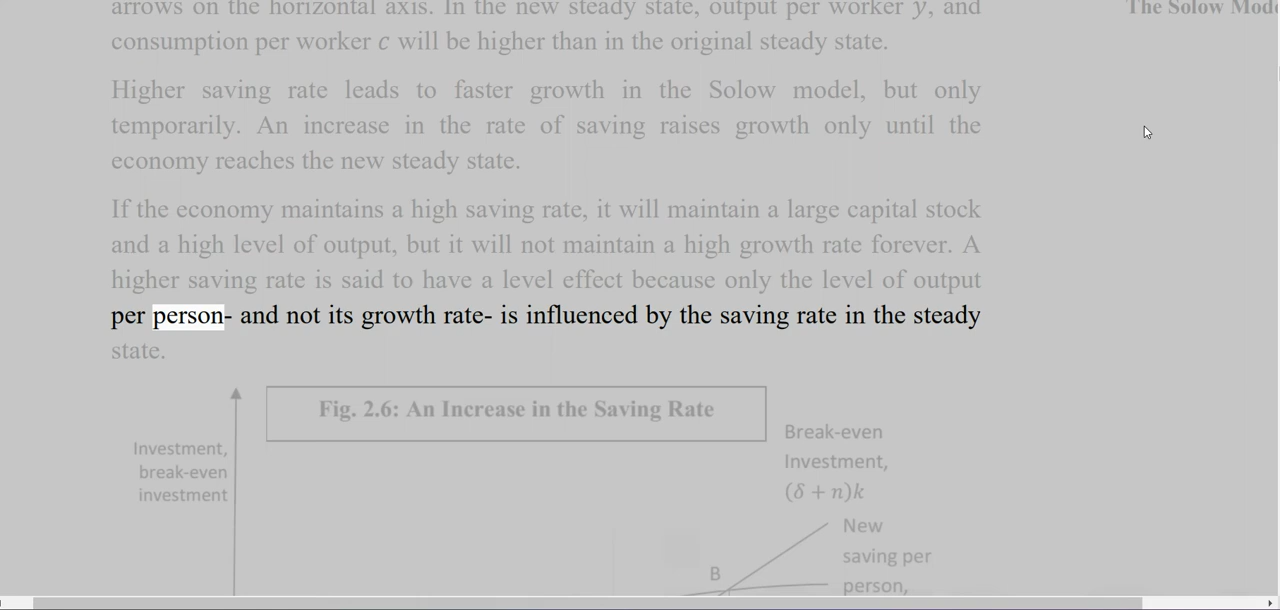 arrows on the horizontal axis. In the new steady state, output per worker y, and
The Solow Mod
consumption per worker c will be higher than in the original steady state.
Higher saving rate leads to faster growth in the Solow model, but only
temporarily. An increase in the rate of saving raises growth only until the
economy reaches the new steady state.
If the economy maintains a high saving rate, it will maintain a large capital stock
and a high level of output, but it will not maintain a high growth rate forever. A
higher saving rate is said to have a level effect because only the level of output
per person- and not its growth rate- is influenced by the saving rate in the steady
state.
Fig. 2.6: An Increase in the Saving Rate
Investment,
break-even
investment
Break-even
Investment,
(δ + n)k
New
saving per
person,
B